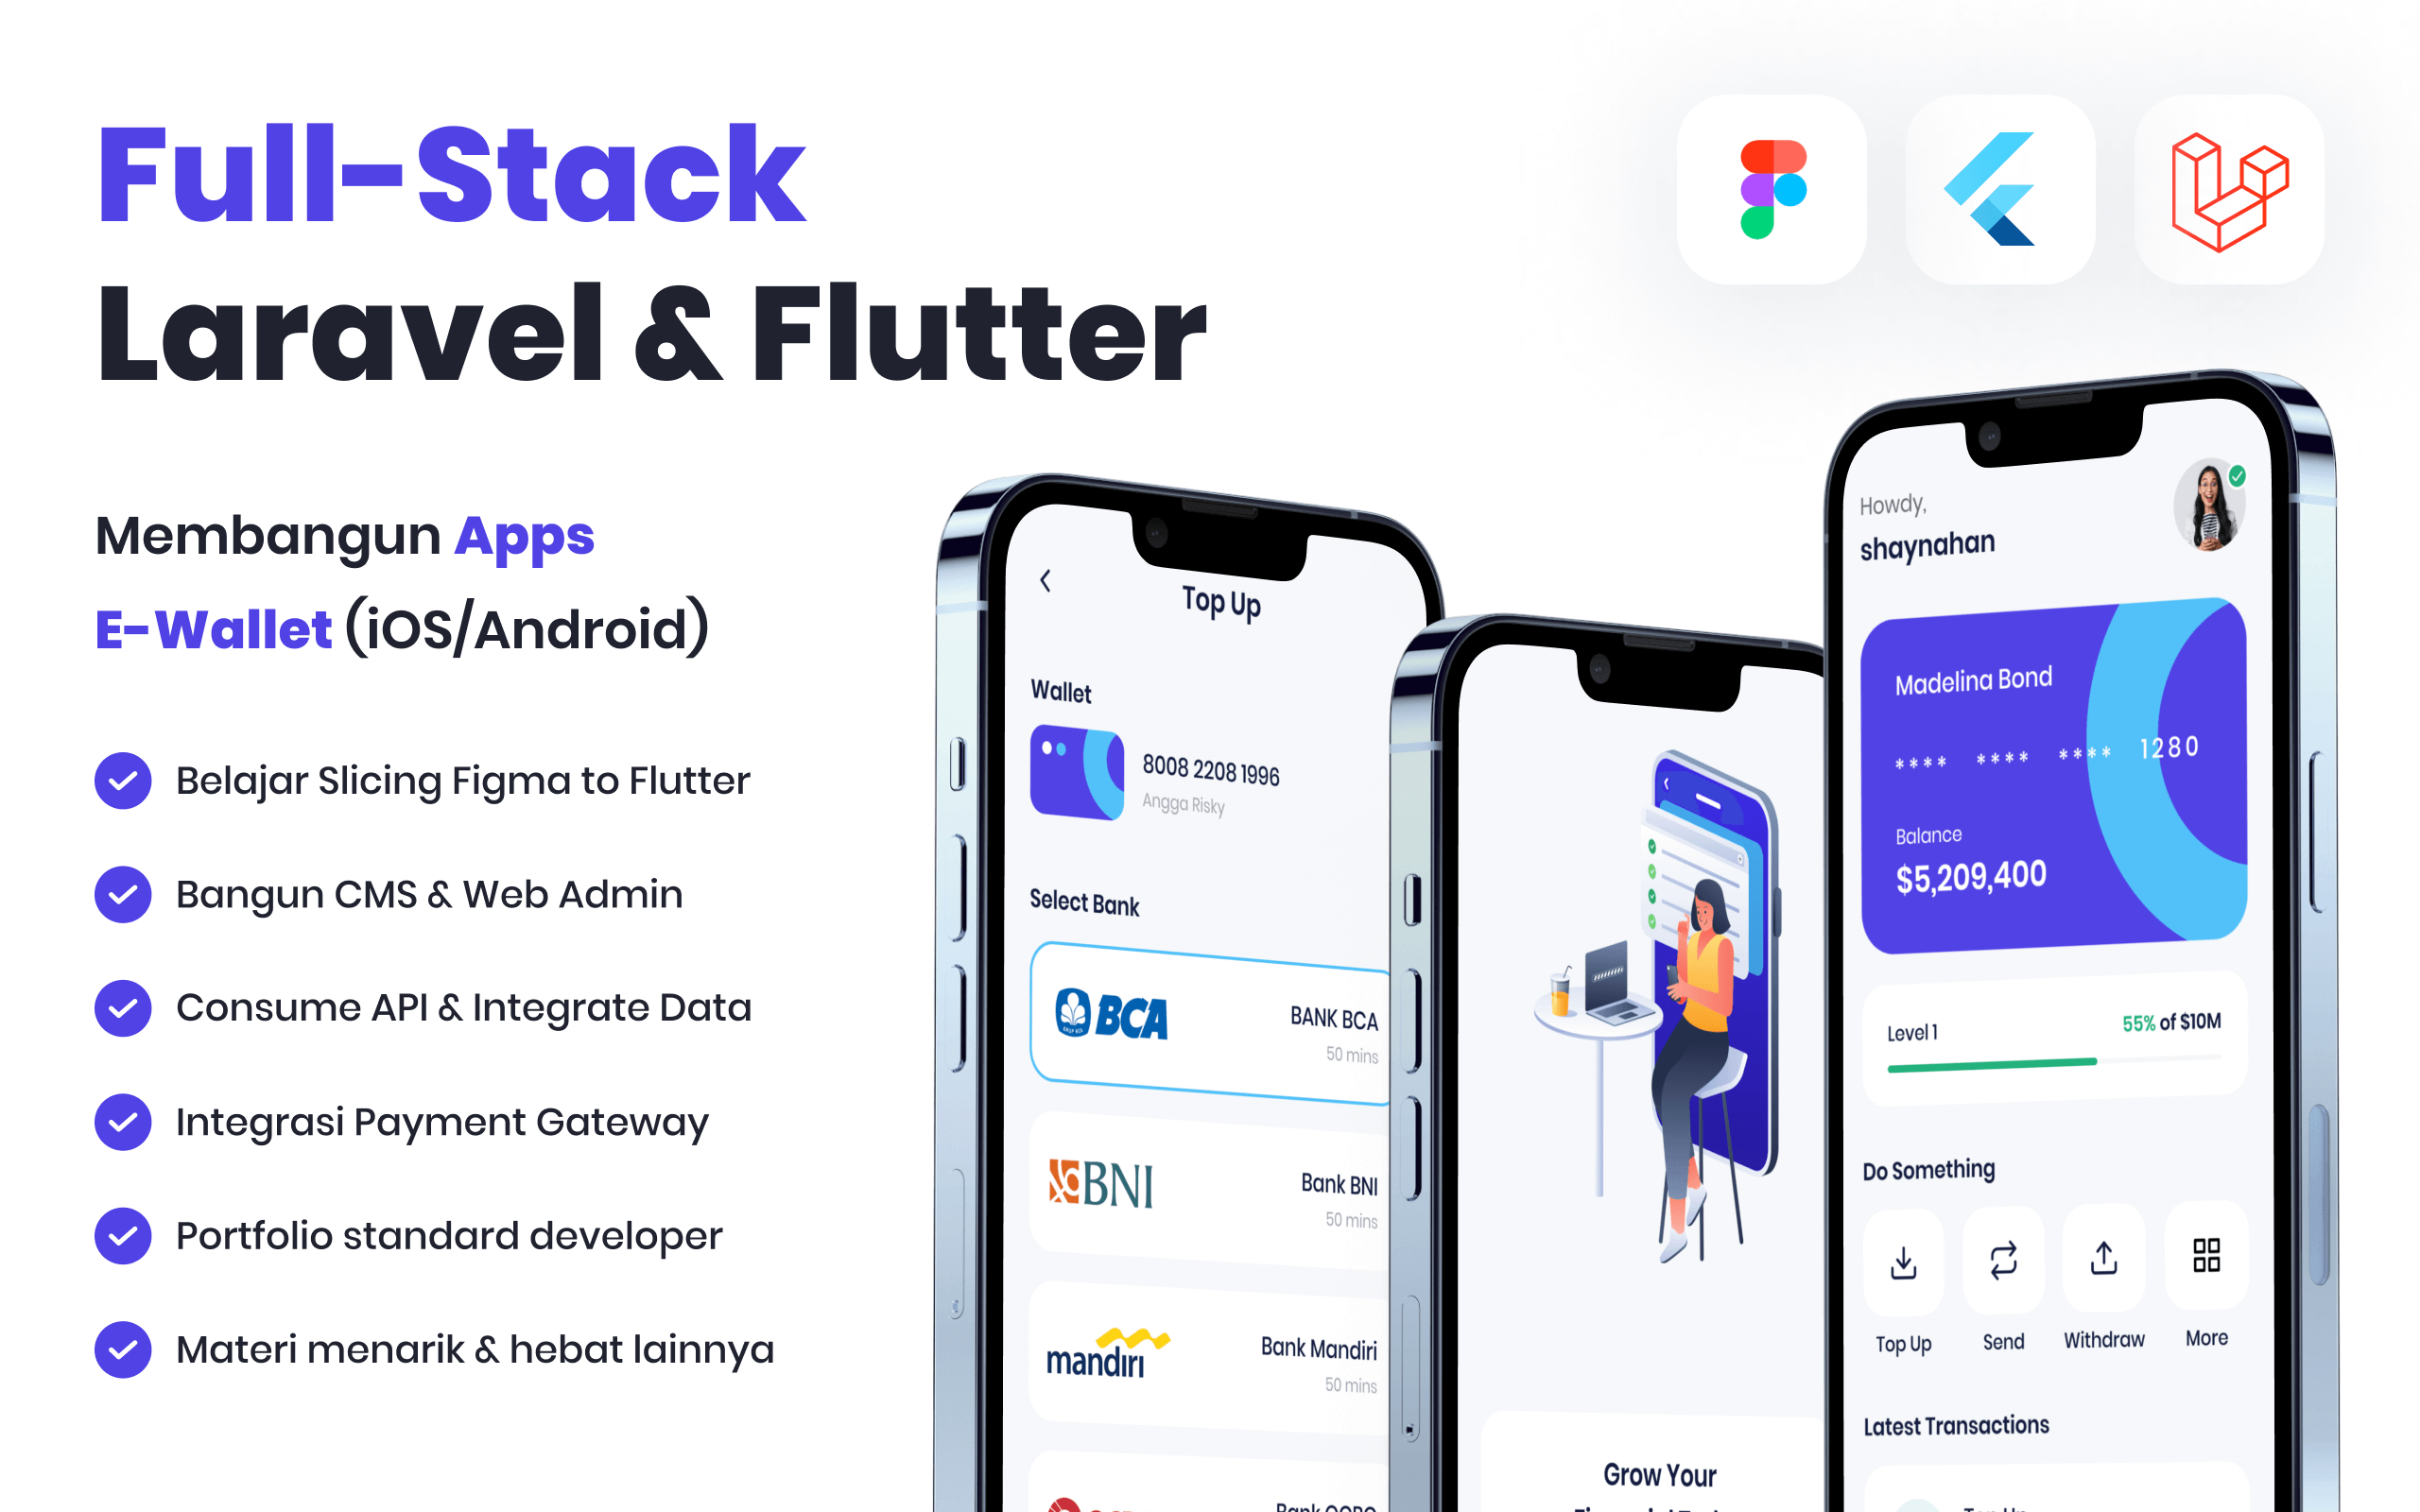 Full-Stack
Laravel & Flutter
Membangun Apps
E-Wallet (iOS/Android)
Belajar Slicing Figma to Flutter
Bangun CMS & Web Admin
Consume API & Integrate Data
Integrasi Payment Gateway
Portfolio standard developer
Materi menarik & hebat lainnya
Top Up
Wallet
8008 2208 1996
Angga Risky
Select Bank
BCA
BANK BCA
50 mins
BNI
Bank BNI
50 mins
mandiri
Bank Mandiri
50 mins
Bank
Grow Your
Howdy,
shaynahan
Madelina Bond
**** **** **** 1280
Balance
$5,209,400
Level 1
55% of $10M
Do Something
Top Up
Send
Withdraw
More
Latest Transactions
Top Up